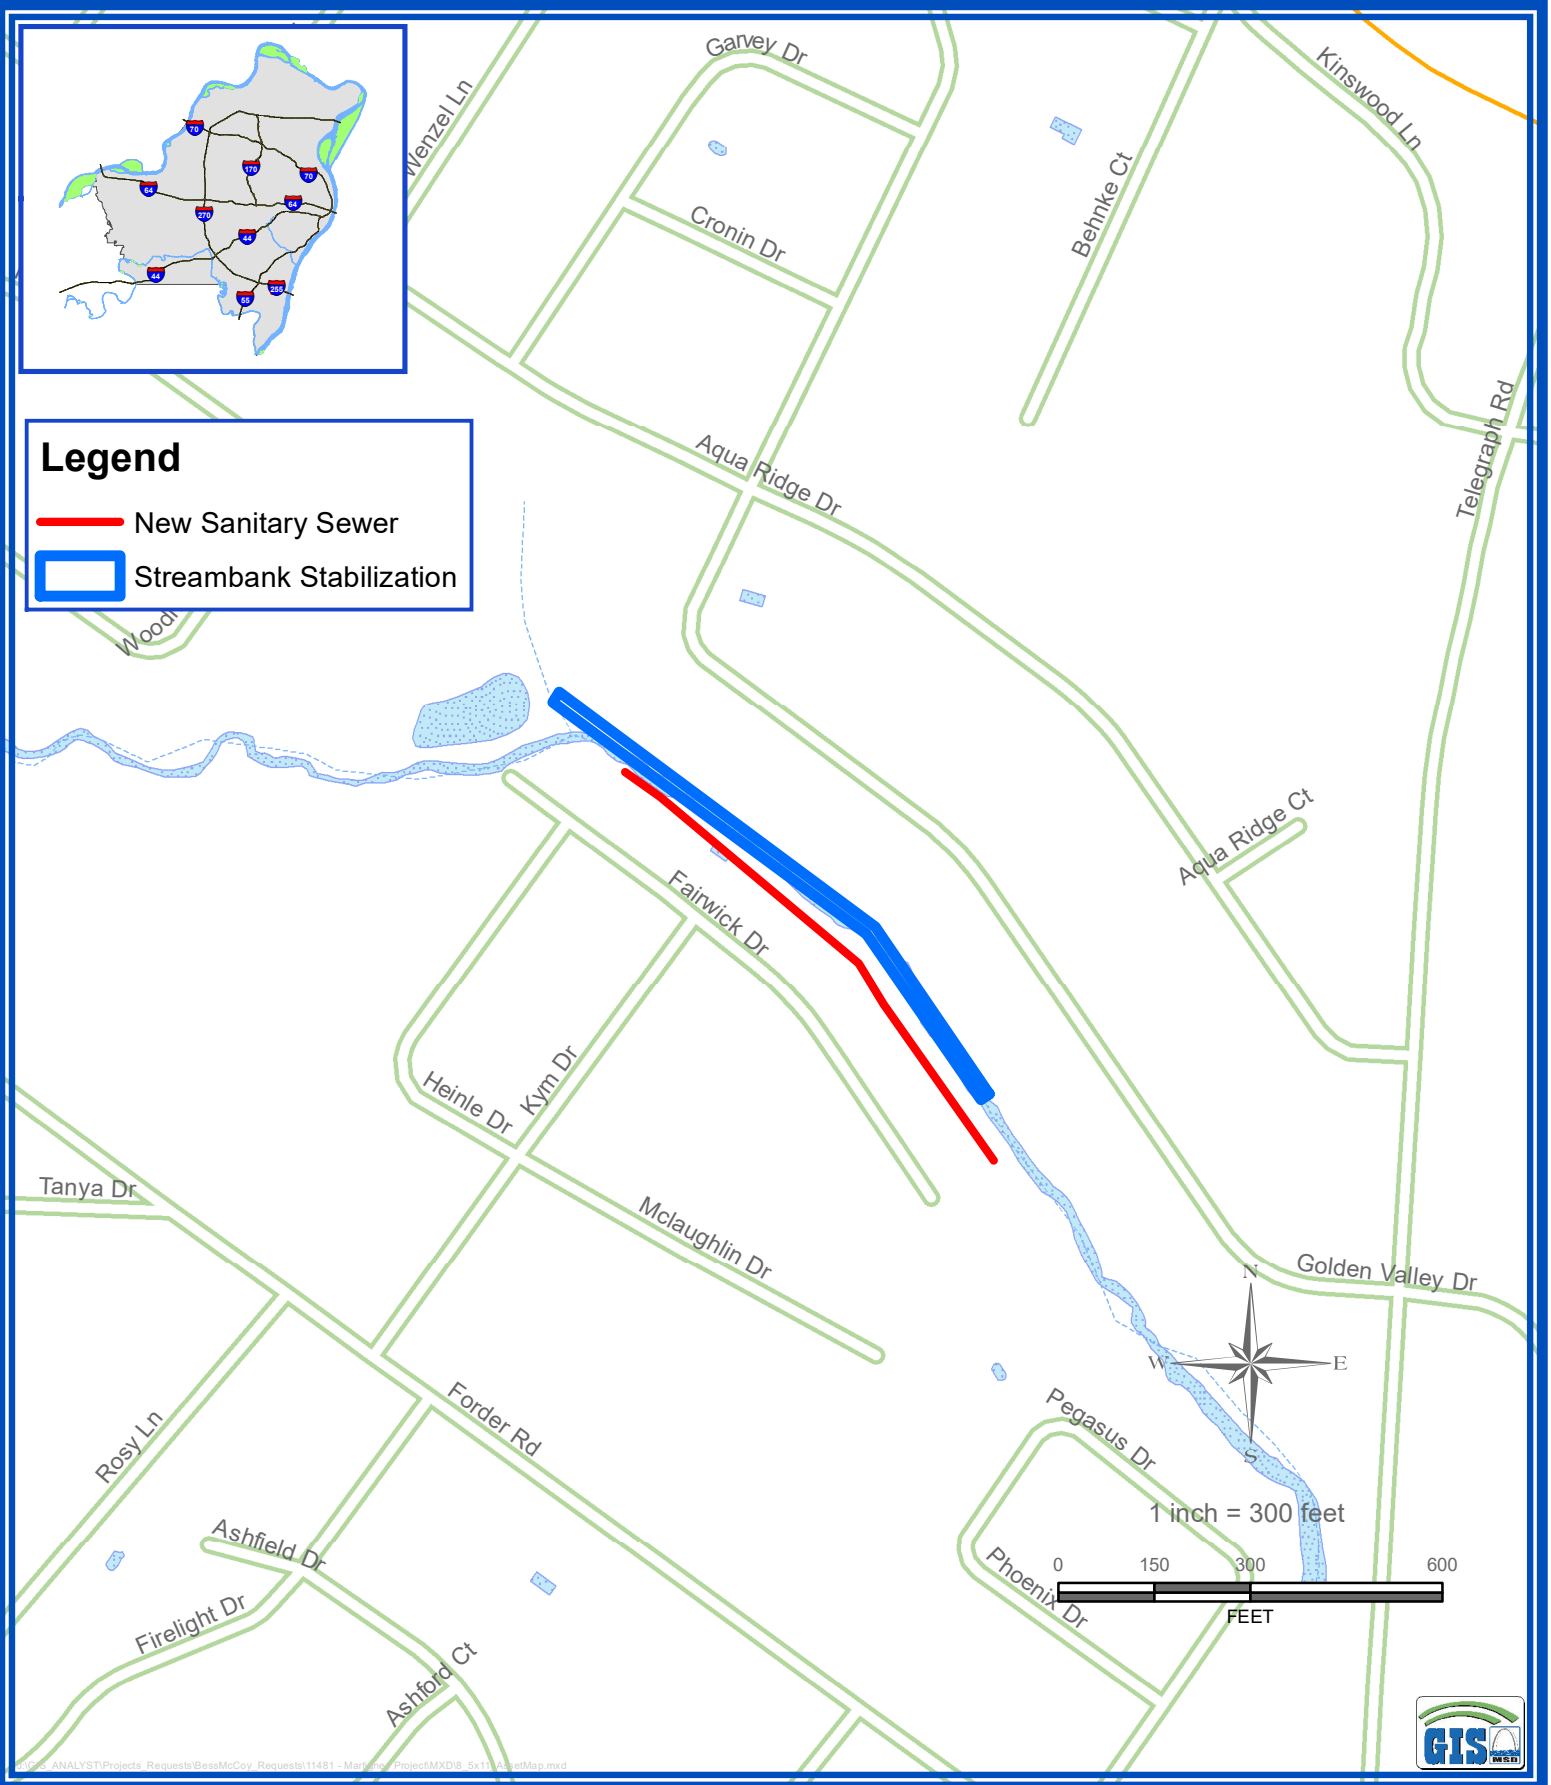 Garvey Dr
Kinswood Ln
Wenzel Ln
70
170
70
64
64
270
44
44
255
55
Behnke Ct
Cronin Dr
Telegraph Rd
Aqua Ridge Dr
Legend
New Sanitary Sewer
Streambank Stabilization
Aqua Ridge Ct
Fairwick Dr
Kym Dr
Heinle Dr
Tanya Dr
Mclaughlin Dr
Golden Valley Dr
N
W
E
S
Forder Rd
Rosy Ln
Pegasus Dr
1 inch = 300 feet
Ashfield Dr
Phoenix Dr
0 150 300 600
FEET
Firelight Dr
Ashford Ct
GIS
MSD